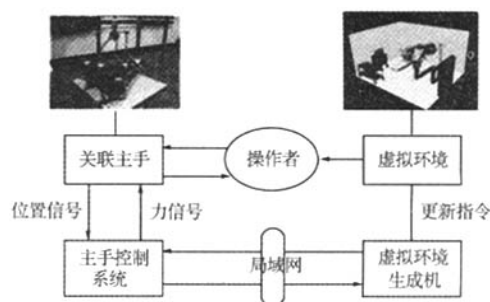 关联主手
操作者
虚拟环境
位置信号
力信号
更新指令
主手控制
系统
局域网
虚拟环境
生成机